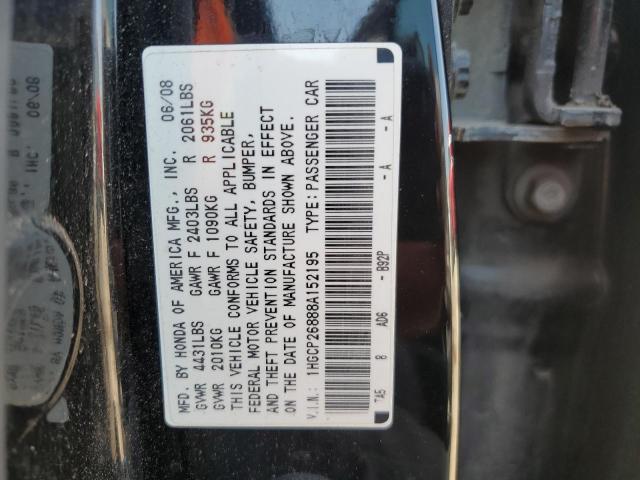 MFD. BY HONDA OF AMERICA MFG., INC. 06/08
GVWR 4431LBS GAWR F 2403LBS R 2061LBS
GVWR 2010KG GAWR F 1090KG R 935KG
THIS VEHICLE CONFORMS TO ALL APPLICABLE
FEDERAL MOTOR VEHICLE SAFETY, BUMPER,
AND THEFT PREVENTION STANDARDS IN EFFECT
ON THE DATE OF MANUFACTURE SHOWN ABOVE.
V.I.N.: 1HGCP26888A152195 TYPE: PASSENGER CAR
TA5 8 AD6 - B92P - A - A